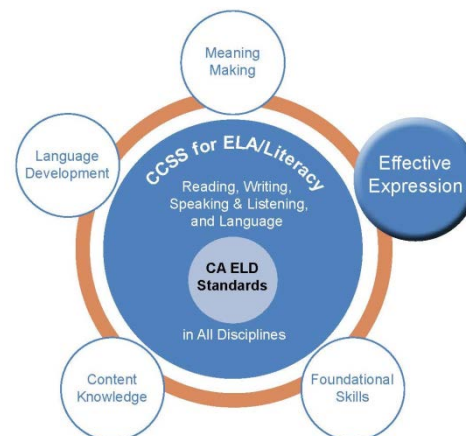 Meaning
Making
Language
Development
Effective
Expression
CCSS for ELA/Literacy
Reading, Writing,
Speaking & Listening,
and Language
CA ELD
Standards
in All Disciplines
Content
Knowledge
Foundational
Skills